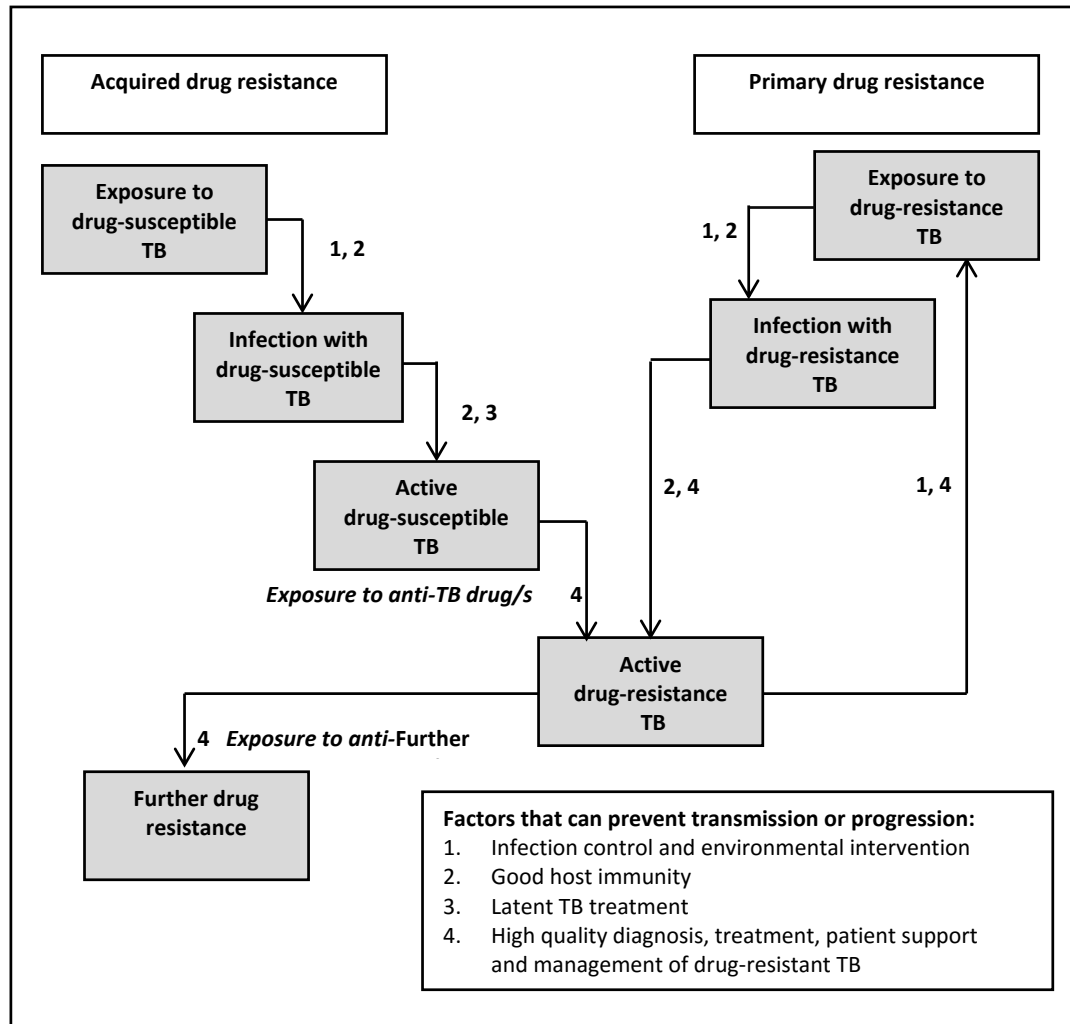 Acquired drug resistance
Primary drug resistance
Exposure to
drug-susceptible
TB
Exposure to
drug-resistance
TB
1, 2
1, 2
Infection with
drug-susceptible
TB
Infection with
drug-resistance
TB
2, 3
Active
drug-susceptible
TB
2, 4
1, 4
Exposure to anti-TB drug/s 4
Active
drug-resistance
TB
4 Exposure to anti-Further
Further drug
resistance
Factors that can prevent transmission or progression:
1. Infection control and environmental intervention
2. Good host immunity
3. Latent TB treatment
4. High quality diagnosis, treatment, patient support
and management of drug-resistant TB